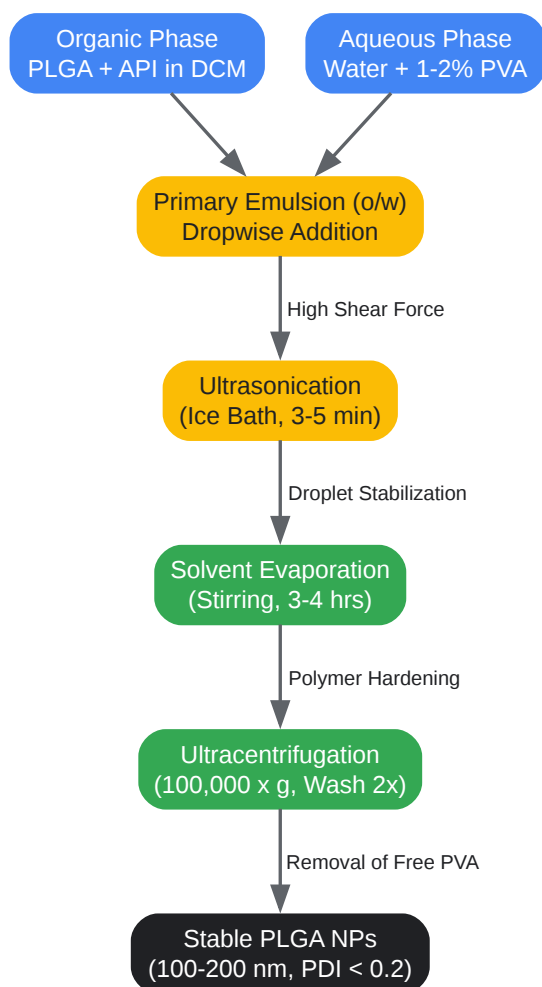 Organic Phase
PLGA + API in DCM
Aqueous Phase
Water + 1-2% PVA
Primary Emulsion (o/w)
Dropwise Addition
High Shear Force
Ultrasonication
(Ice Bath, 3-5 min)
Droplet Stabilization
Solvent Evaporation
(Stirring, 3-4 hrs)
Polymer Hardening
Ultracentrifugation
(100,000 x g, Wash 2x)
Removal of Free PVA
Stable PLGA NPs
(100-200 nm, PDI < 0.2)